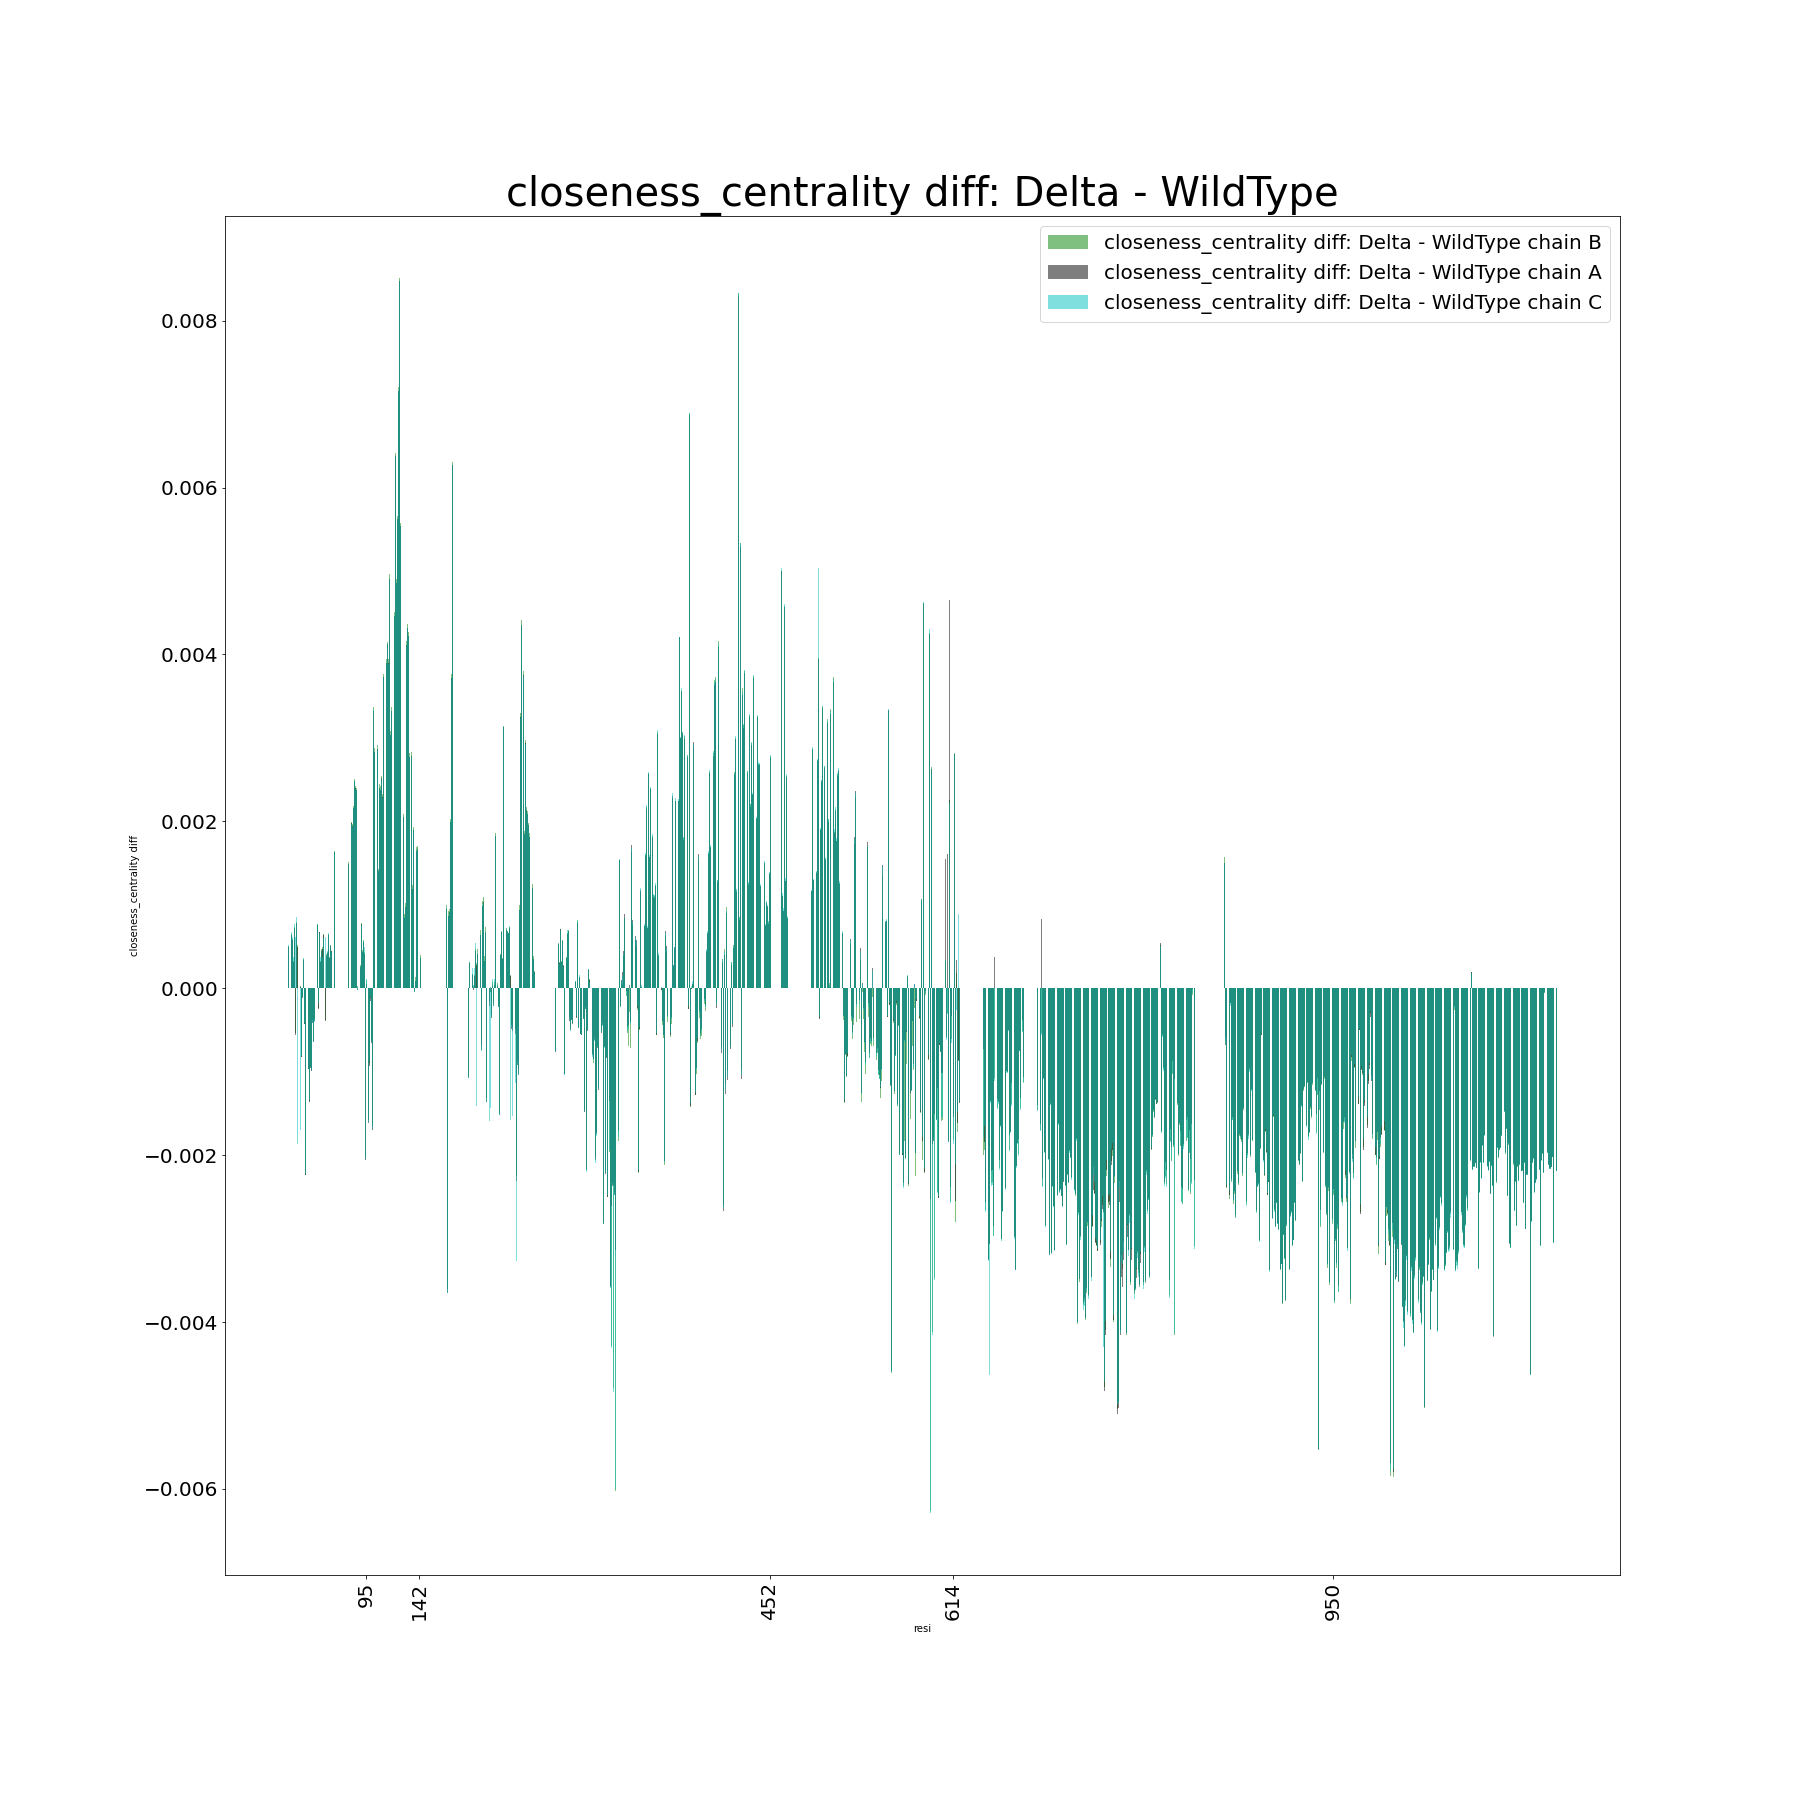 closeness_centrality diff: Delta - WildType
closeness_centrality diff: Delta - WildType chain B
closeness_centrality diff: Delta - WildType chain A
closeness_centrality diff: Delta - WildType chain C
0.008
0.006
0.004
0.002
0.000
−0.002
−0.004
−0.006
closeness_centrality diff
95
142
452
614
950
resi